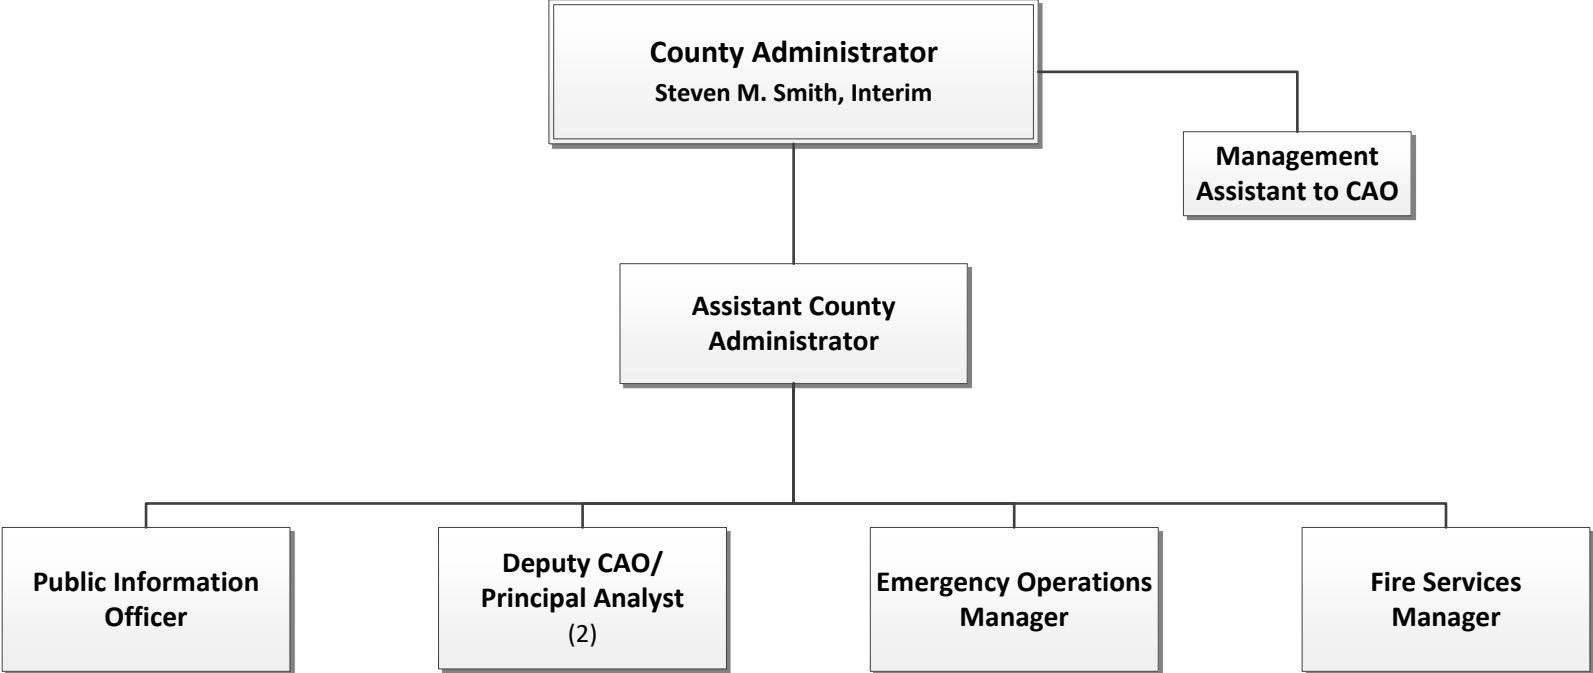 County Administrator
Steven M. Smith, Interim
Management
Assistant to CAO
Assistant County
Administrator
Public Information
Officer
Deputy CAO/
Principal Analyst
(2)
Emergency Operations
Manager
Fire Services
Manager